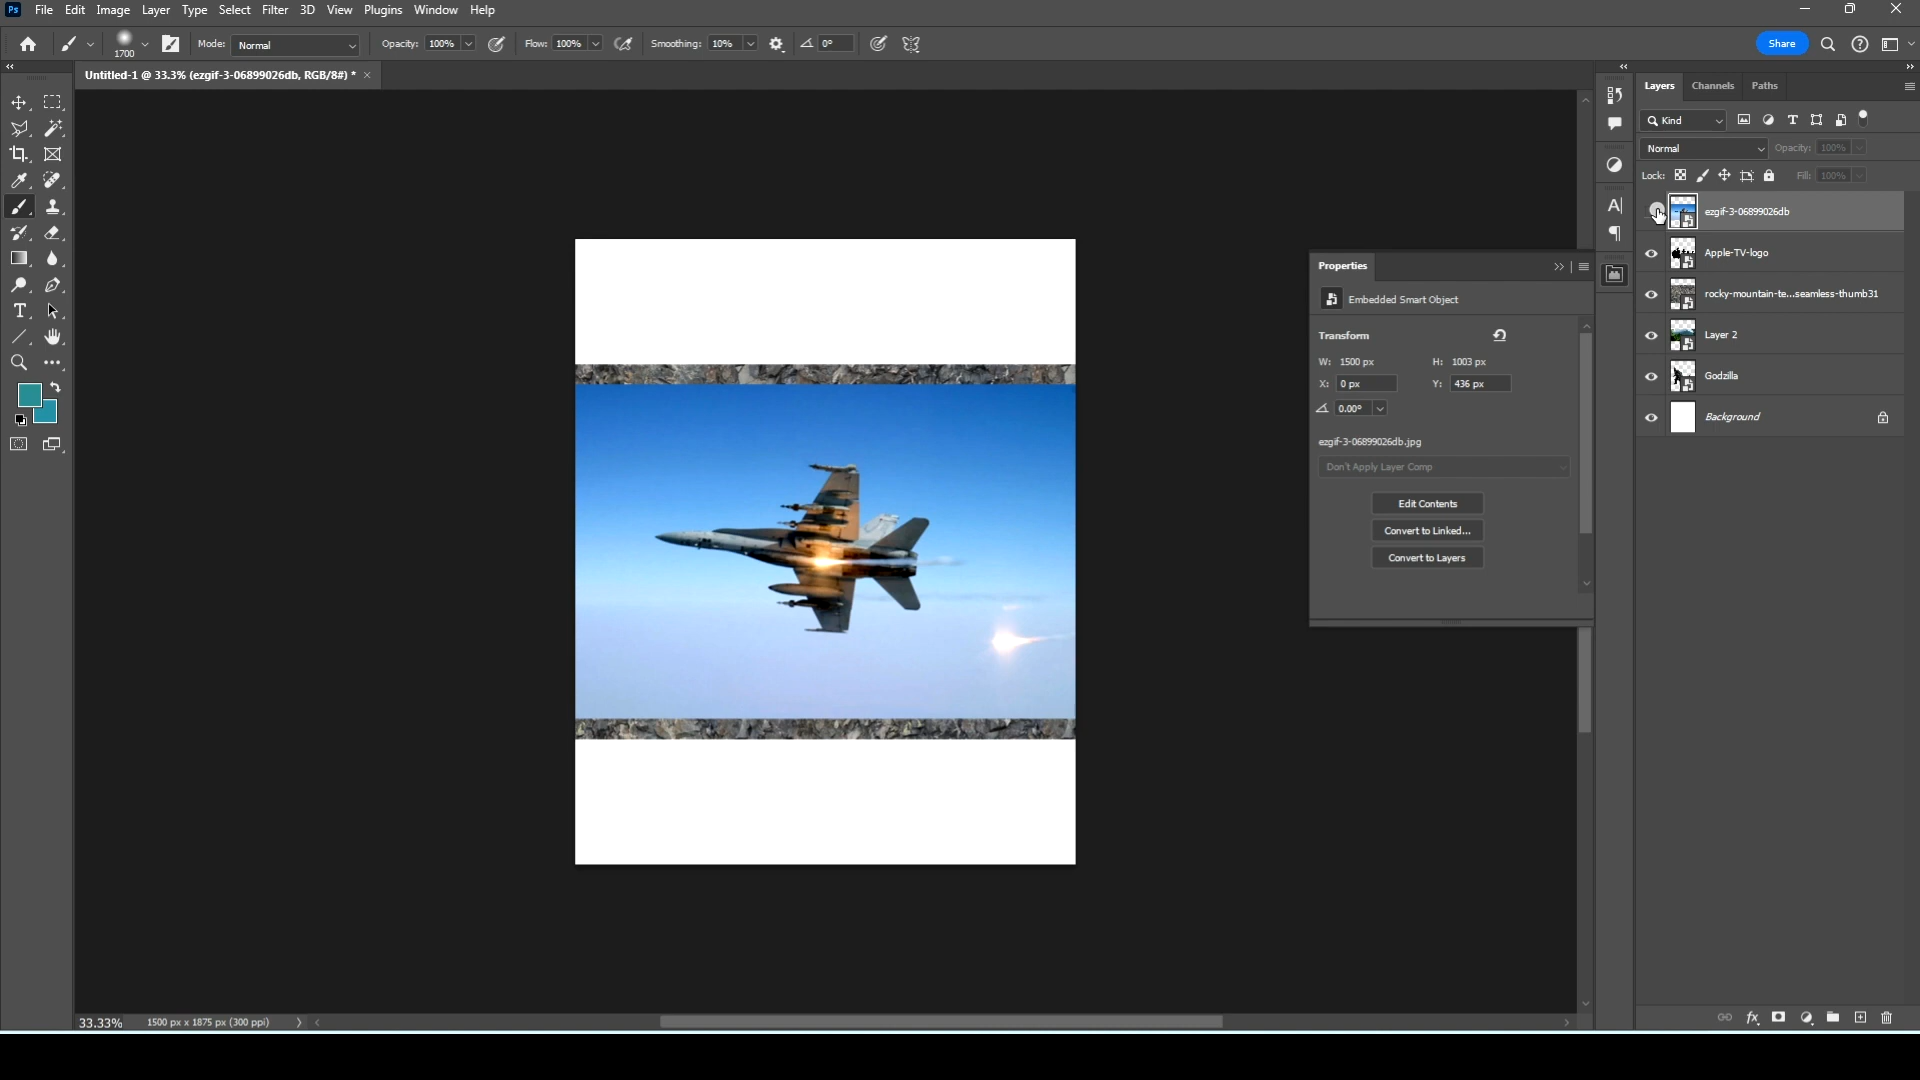 Ps File Edit Image Layer Type Select Filter 3D View Plugins Window Help
1700 Mode: Normal Opacity: 100% Flow: 100% Smoothing: 10% 0° Share
Untitled-1 @ 33.3% (ezgif-3-06899026db, RGB/8#) * ×
Layers Channels Paths
Kind
Normal Opacity: 100%
Lock: Fill: 100%
ezgif-3-06899026db
Apple-TV-logo
rocky-mountain-te...seamless-thumb31
Layer 2
Godzilla
Background
Properties
Embedded Smart Object
Transform
W: 1500 px H: 1003 px
X: 0 px Y: 436 px
0.00°
ezgif-3-06899026db.jpg
Don't Apply Layer Comp
Edit Contents
Convert to Linked...
Convert to Layers
33.33% 1500 px x 1875 px (300 ppi)